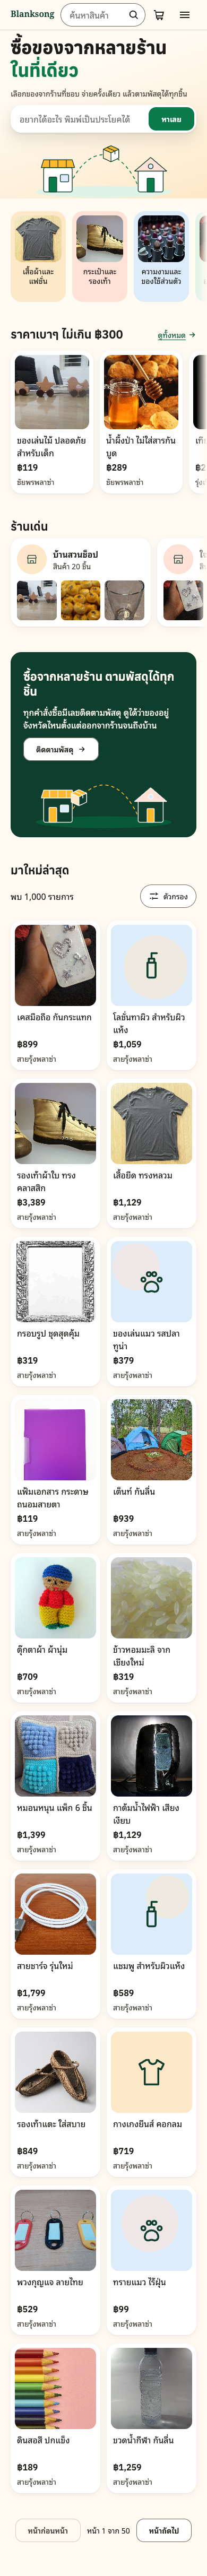 Blanksong
ค้นหาสินค้า
ซื้อของจากหลายร้าน
ในที่เดียว
เลือกของจากร้านที่ชอบ จ่ายครั้งเดียว แล้วตามพัสดุได้ทุกชิ้น
อยากได้อะไร พิมพ์เป็นประโยคได้
หาเลย
เสื้อผ้าและ
แฟชั่น
กระเป๋าและ
รองเท้า
ความงามและ
ของใช้ส่วนตัว
ราคาเบาๆ ไม่เกิน ฿300
ดูทั้งหมด →
ของเล่นไม้ ปลอดภัย
สำหรับเด็ก
฿119
ชัยพรพลาซ่า
น้ำผึ้งป่า ไม่ใส่สารกัน
บูด
฿289
ชัยพรพลาซ่า
ร้านเด่น
บ้านสวนช็อป
สินค้า 20 ชิ้น
ซื้อจากหลายร้าน ตามพัสดุได้ทุก
ชิ้น
ทุกคำสั่งซื้อมีเลขติดตามพัสดุ ดูได้ว่าของอยู่
จังหวัดไหนตั้งแต่ออกจากร้านจนถึงบ้าน
ติดตามพัสดุ →
มาใหม่ล่าสุด
พบ 1,000 รายการ
ตัวกรอง
เคสมือถือ กันกระแทก
฿899
สายรุ้งพลาซ่า
โลชั่นทาผิว สำหรับผิว
แห้ง
฿1,059
สายรุ้งพลาซ่า
รองเท้าผ้าใบ ทรง
คลาสสิก
฿3,389
สายรุ้งพลาซ่า
เสื้อยืด ทรงหลวม
฿1,129
สายรุ้งพลาซ่า
กรอบรูป ชุดสุดคุ้ม
฿319
สายรุ้งพลาซ่า
ของเล่นแมว รสปลา
ทูน่า
฿379
สายรุ้งพลาซ่า
แฟ้มเอกสาร กระดาษ
ถนอมสายตา
฿119
สายรุ้งพลาซ่า
เต็นท์ กันลื่น
฿939
สายรุ้งพลาซ่า
ตุ๊กตาผ้า ผ้านุ่ม
฿709
สายรุ้งพลาซ่า
ข้าวหอมมะลิ จาก
เชียงใหม่
฿319
สายรุ้งพลาซ่า
หมอนหนุน แพ็ก 6 ชิ้น
฿1,399
สายรุ้งพลาซ่า
กาต้มน้ำไฟฟ้า เสียง
เงียบ
฿1,129
สายรุ้งพลาซ่า
สายชาร์จ รุ่นใหม่
฿1,799
สายรุ้งพลาซ่า
แชมพู สำหรับผิวแห้ง
฿589
สายรุ้งพลาซ่า
รองเท้าแตะ ใส่สบาย
฿849
สายรุ้งพลาซ่า
กางเกงยีนส์ คอกลม
฿719
สายรุ้งพลาซ่า
พวงกุญแจ ลายไทย
฿529
สายรุ้งพลาซ่า
ทรายแมว ไร้ฝุ่น
฿99
สายรุ้งพลาซ่า
ดินสอสี ปกแข็ง
฿189
สายรุ้งพลาซ่า
ขวดน้ำกีฬา กันลื่น
฿1,259
สายรุ้งพลาซ่า
หน้าก่อนหน้า
หน้า 1 จาก 50
หน้าถัดไป